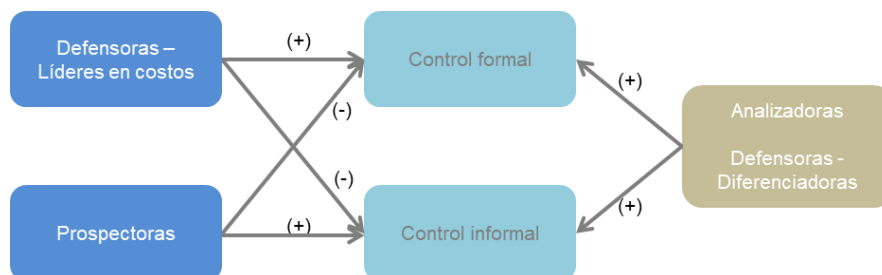 Defensoras –
Líderes en costos
(+)
Control formal
(-)
(+)
Analizadoras
Defensoras -
Diferenciadoras
(-)
(+)
Prospectoras
(+)
Control informal